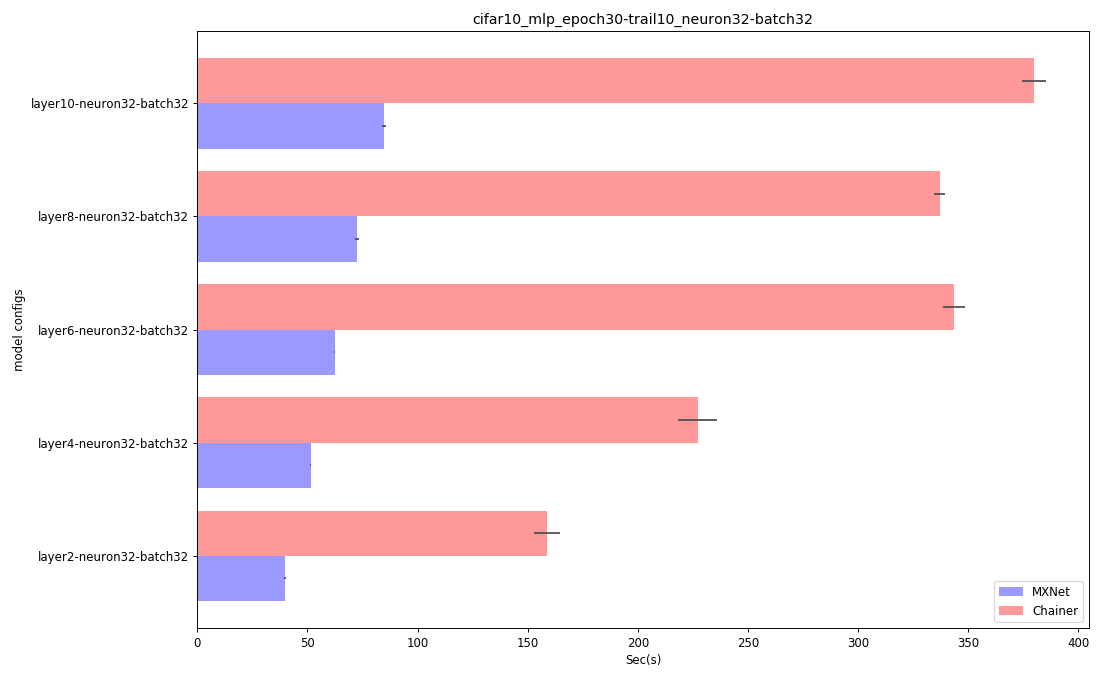 cifar10_mlp_epoch30-trail10_neuron32-batch32
model configs
layer10-neuron32-batch32
layer8-neuron32-batch32
layer6-neuron32-batch32
layer4-neuron32-batch32
layer2-neuron32-batch32
MXNet
Chainer
0 50 100 150 200 250 300 350 400
Sec(s)